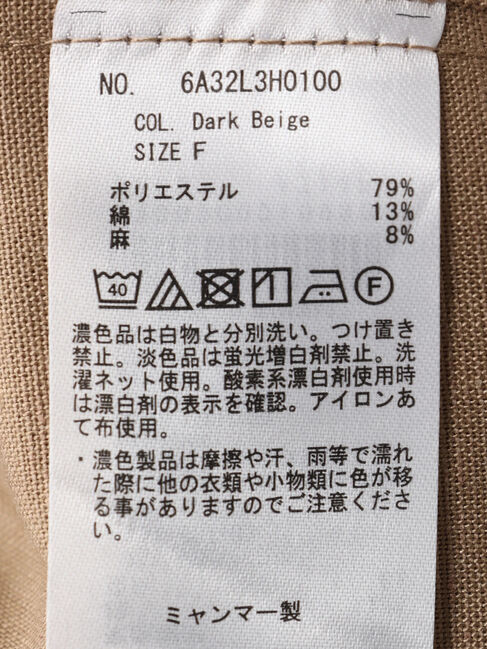 NO. 6A32L3H0100
COL. Dark Beige
SIZE F
ポリエステル 79%
綿 13%
麻 8%
40 F
濃色品は白物と分別洗い。つけ置き
禁止。淡色品は蛍光増白剤禁止。洗
濯ネット使用。酸素系漂白剤使用時
は漂白剤の表示を確認。アイロンあ
て布使用。
・濃色製品は摩擦や汗、雨等で濡れ
た際に他の衣類や小物類に色が移
る事がありますのでご注意くださ
い。
ミャンマー製